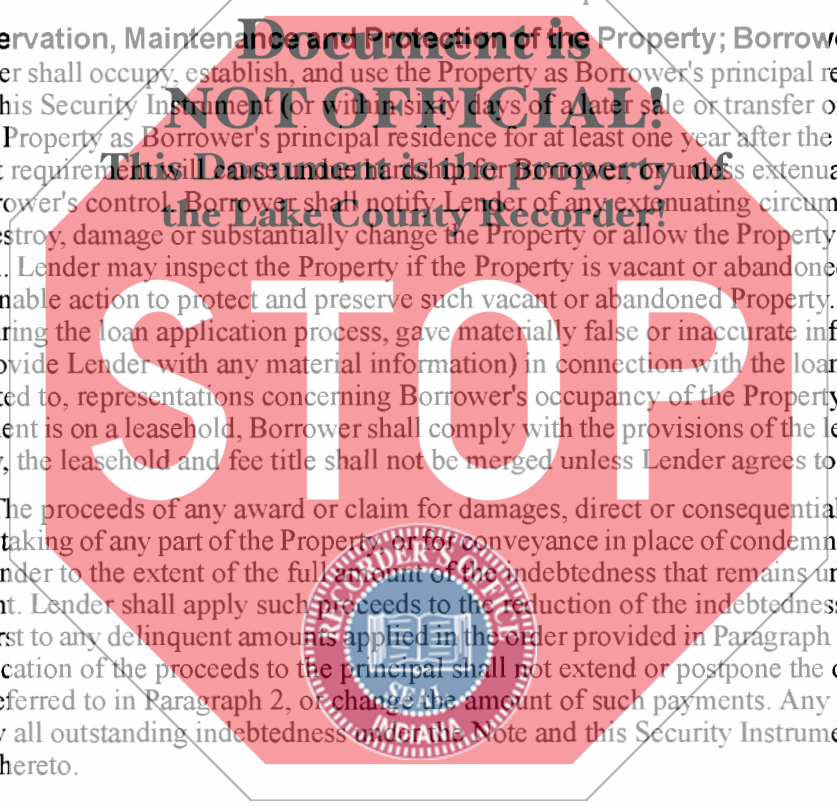 Document is
NOT OFFICIAL!
This Document is the property of
the Lake County Recorder!
STOP
RECORDER'S OFFICE
SEAL
INDIANA
ervation, Maintenance and Protection of the Property; Borrow
er shall occupy, establish, and use the Property as Borrower's principal re
his Security Instrument (or within sixty days of a later sale or transfer o
Property as Borrower's principal residence for at least one year after the
t requirement will cause undue hardship for Borrower, or unless extenua
rower's control. Borrower shall notify Lender of any extenuating circum
estroy, damage or substantially change the Property or allow the Property
. Lender may inspect the Property if the Property is vacant or abandone
nable action to protect and preserve such vacant or abandoned Property.
ring the loan application process, gave materially false or inaccurate inf
ovide Lender with any material information) in connection with the loan
ed to, representations concerning Borrower's occupancy of the Property
ent is on a leasehold, Borrower shall comply with the provisions of the le
, the leasehold and fee title shall not be merged unless Lender agrees to
The proceeds of any award or claim for damages, direct or consequential
taking of any part of the Property, or for conveyance in place of condemn
nder to the extent of the full amount of the indebtedness that remains un
nt. Lender shall apply such proceeds to the reduction of the indebtednes
rst to any delinquent amounts applied in the order provided in Paragraph
cation of the proceeds to the principal shall not extend or postpone the d
eferred to in Paragraph 2, or change the amount of such payments. Any
y all outstanding indebtedness under the Note and this Security Instrume
hereto.